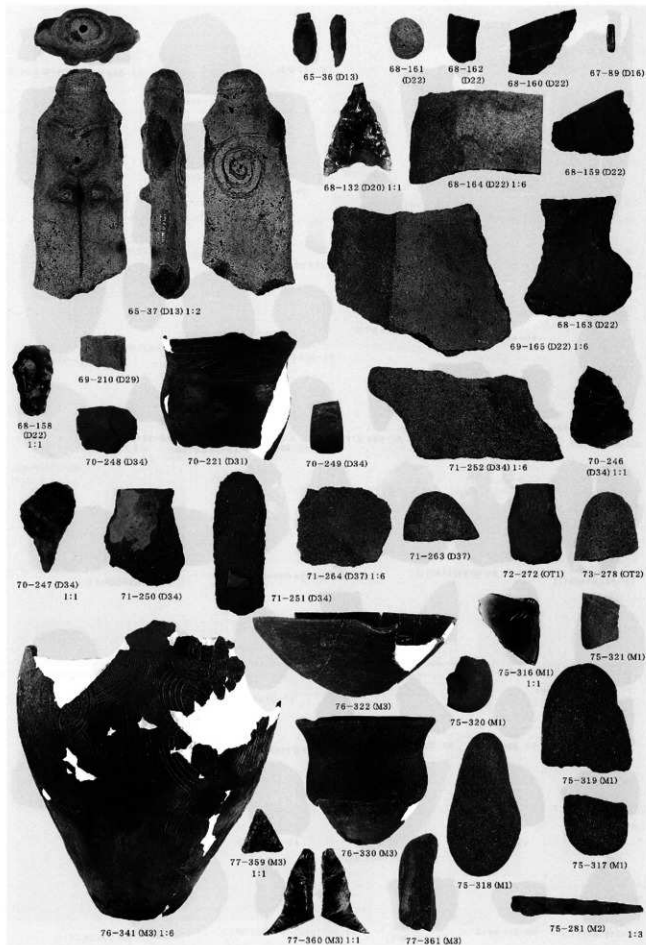 65-36 (D13)
68-161
(D22)
68-162
(D22)
68-160 (D22)
67-89 (D16)
68-132 (D20) 1:1
68-164 (D22) 1:6
68-159 (D22)
65-37 (D13) 1:2
69-165 (D22) 1:6
68-163 (D22)
68-158
(D22)
1:1
69-210 (D29)
70-248 (D34)
70-221 (D31)
70-249 (D34)
71-252 (D34) 1:6
70-246
(D34) 1:1
70-247 (D34)
1:1
71-250 (D34)
71-251 (D34)
71-264 (D37) 1:6
71-263 (D37)
72-272 (OT1)
73-278 (OT2)
76-322 (M3)
75-316 (M1)
1:1
75-321 (M1)
75-320 (M1)
75-319 (M1)
76-341 (M3) 1:6
77-359 (M3)
1:1
76-330 (M3)
75-318 (M1)
75-317 (M1)
77-360 (M3) 1:1
77-361 (M3)
75-281 (M2)
1:3